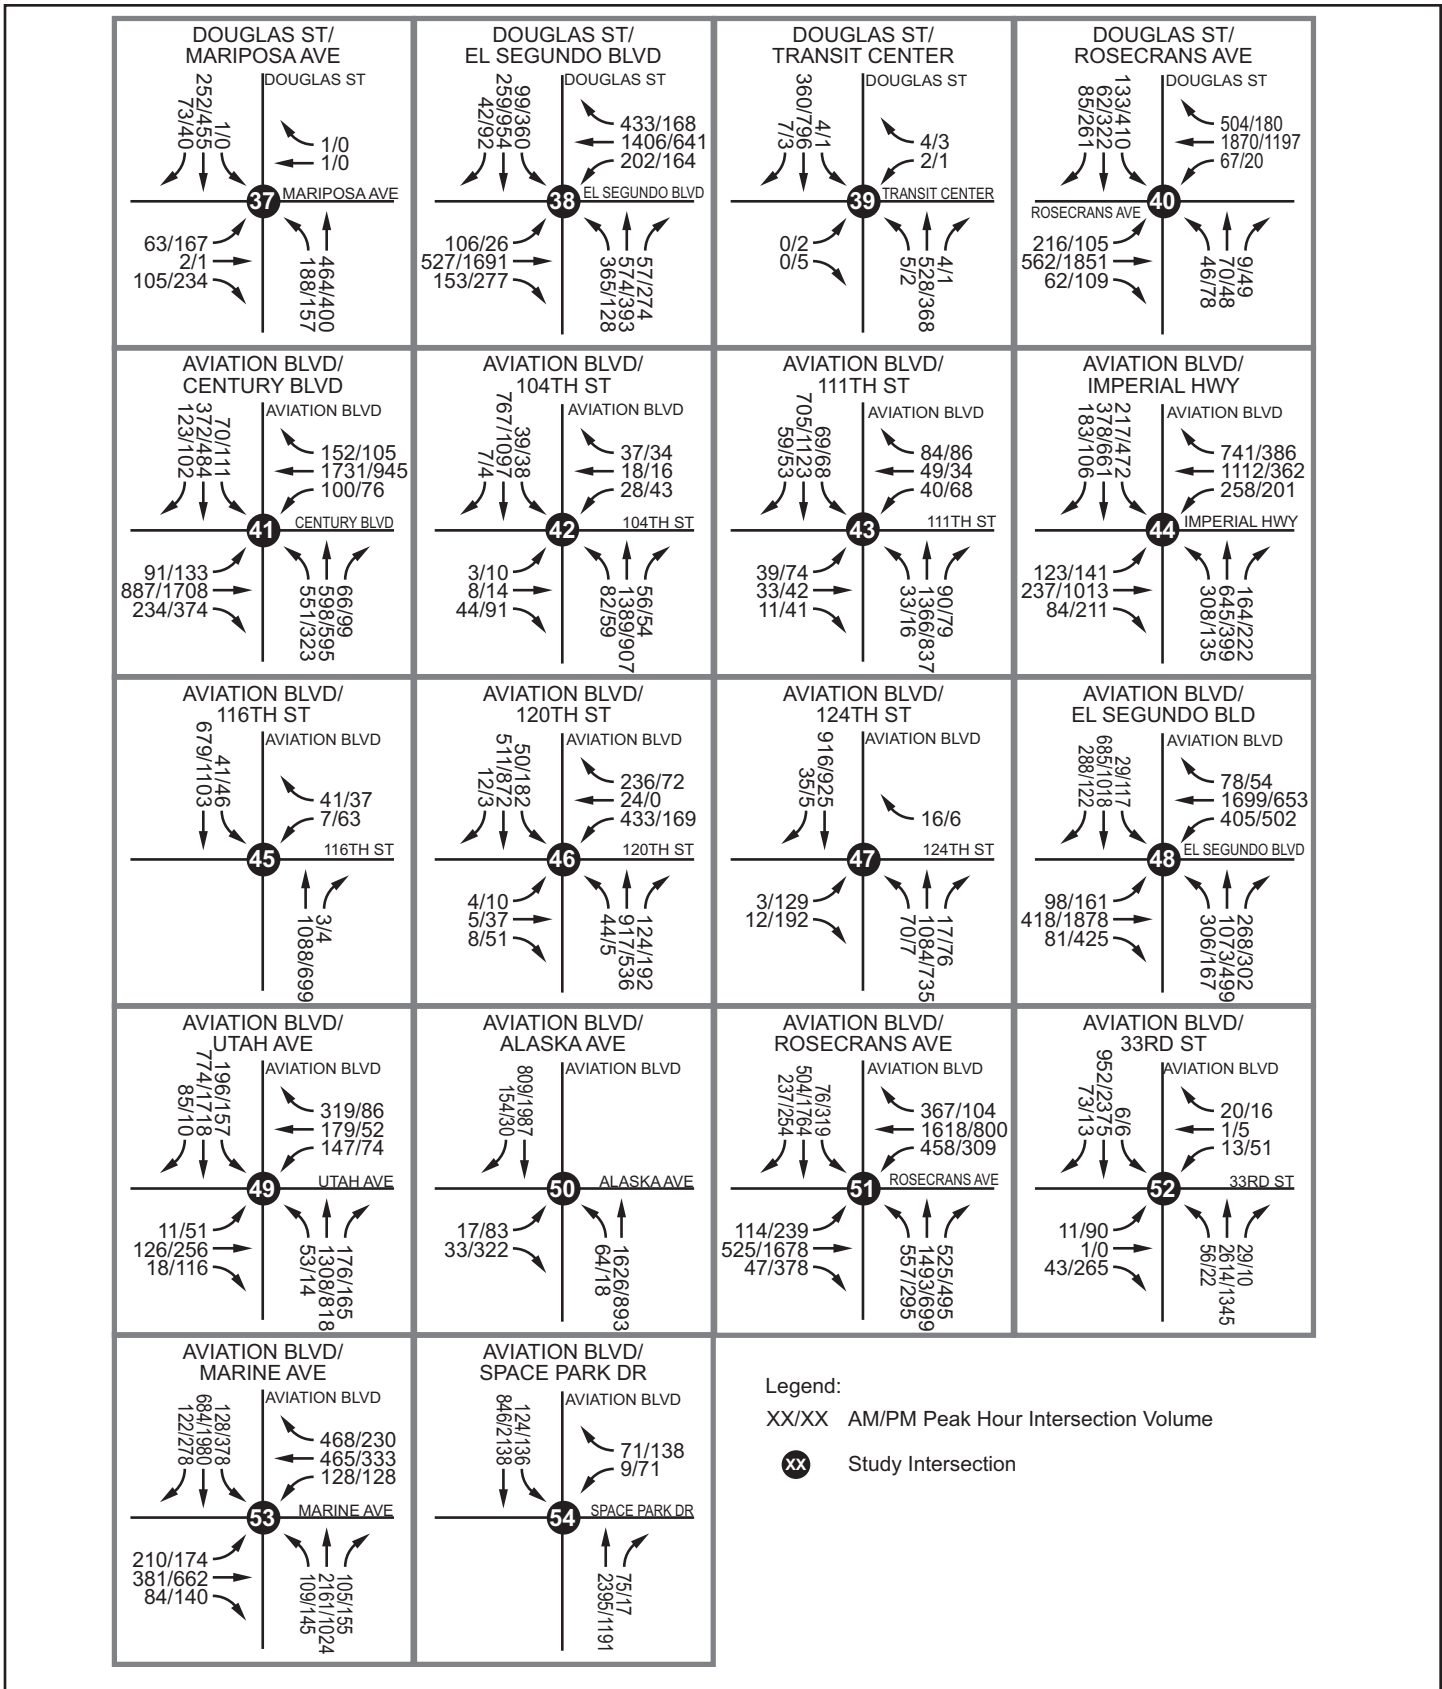 DOUGLAS ST/
MARIPOSA AVE
DOUGLAS ST
73/40
252/455
1/0
1/0
1/0
37
MARIPOSA AVE
63/167
2/1
105/234
188/157
464/400
DOUGLAS ST/
EL SEGUNDO BLVD
DOUGLAS ST
42/92
259/954
99/360
433/168
1406/641
202/164
38
EL SEGUNDO BLVD
106/26
527/1691
153/277
365/128
574/393
57/274
DOUGLAS ST/
TRANSIT CENTER
DOUGLAS ST
7/3
360/796
4/1
4/3
2/1
39
TRANSIT CENTER
0/2
0/5
5/2
528/368
4/1
DOUGLAS ST/
ROSECRANS AVE
DOUGLAS ST
85/261
62/322
133/410
504/180
1870/1197
67/20
40
ROSECRANS AVE
216/105
562/1851
62/109
46/78
70/48
9/49
AVIATION BLVD/
CENTURY BLVD
AVIATION BLVD
123/102
372/484
70/111
152/105
1731/945
100/76
41
CENTURY BLVD
91/133
887/1708
234/374
551/323
598/595
66/99
AVIATION BLVD/
104TH ST
AVIATION BLVD
7/4
767/1097
39/38
37/34
18/16
28/43
42
104TH ST
3/10
8/14
44/91
82/59
1389/907
56/54
AVIATION BLVD/
111TH ST
AVIATION BLVD
59/53
705/1123
69/68
84/86
49/34
40/68
43
111TH ST
39/74
33/42
11/41
33/16
1366/837
90/79
AVIATION BLVD/
IMPERIAL HWY
AVIATION BLVD
183/106
378/661
217/472
741/386
1112/362
258/201
44
IMPERIAL HWY
123/141
237/1013
84/211
308/135
645/399
164/222
AVIATION BLVD/
116TH ST
AVIATION BLVD
679/1103
41/46
41/37
7/63
45
116TH ST
1088/699
3/4
AVIATION BLVD/
120TH ST
AVIATION BLVD
12/3
511/872
50/182
236/72
24/0
433/169
46
120TH ST
4/10
5/37
8/51
44/5
917/536
124/192
AVIATION BLVD/
124TH ST
AVIATION BLVD
35/5
916/925
16/6
47
124TH ST
3/129
12/192
70/7
1084/735
17/76
AVIATION BLVD/
EL SEGUNDO BLD
AVIATION BLVD
288/122
685/1018
29/117
78/54
1699/653
405/502
48
EL SEGUNDO BLVD
98/161
418/1878
81/425
306/167
1073/499
268/302
AVIATION BLVD/
UTAH AVE
AVIATION BLVD
85/10
774/1718
196/157
319/86
179/52
147/74
49
UTAH AVE
11/51
126/256
18/116
53/14
1308/818
176/165
AVIATION BLVD/
ALASKA AVE
AVIATION BLVD
154/30
809/1987
50
ALASKA AVE
17/83
33/322
64/18
1626/893
AVIATION BLVD/
ROSECRANS AVE
AVIATION BLVD
237/254
504/1764
76/319
367/104
1618/800
458/309
51
ROSECRANS AVE
114/239
525/1678
47/378
557/295
1493/699
525/495
AVIATION BLVD/
33RD ST
AVIATION BLVD
73/13
952/2375
6/6
20/16
1/5
13/51
52
33RD ST
11/90
1/0
43/265
56/22
2614/1345
29/10
AVIATION BLVD/
MARINE AVE
AVIATION BLVD
122/278
684/1980
128/378
468/230
465/333
128/128
53
MARINE AVE
210/174
381/662
84/140
109/145
2161/1024
105/155
AVIATION BLVD/
SPACE PARK DR
AVIATION BLVD
846/2138
124/136
71/138
9/71
54
SPACE PARK DR
2395/1191
75/17
Legend:
XX/XX AM/PM Peak Hour Intersection Volume
XX Study Intersection